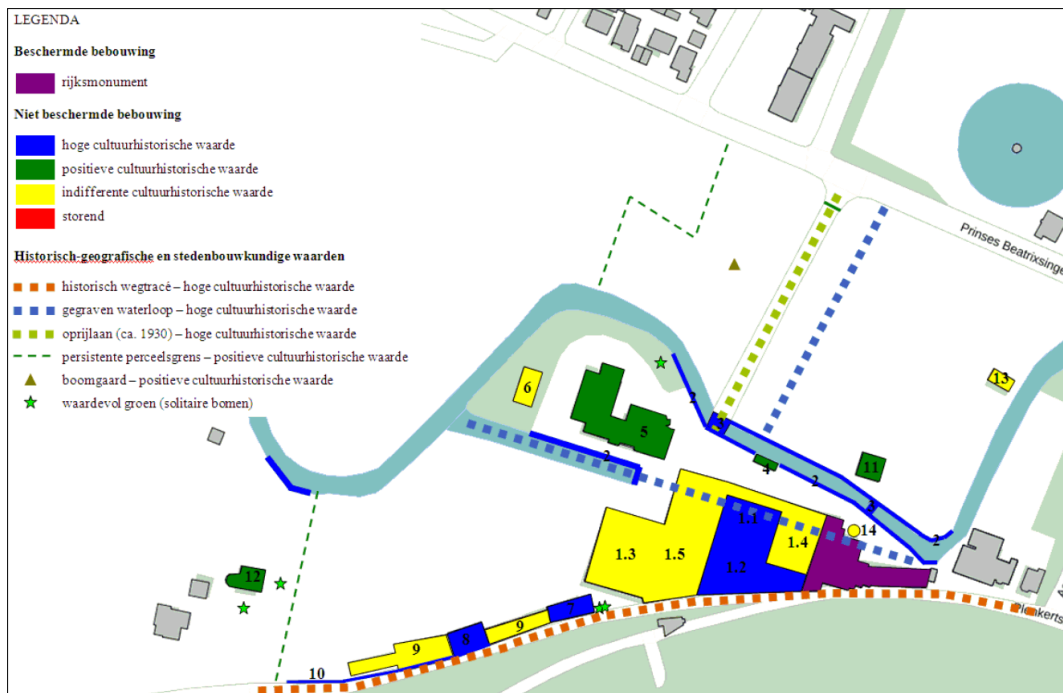 LEGENDA
Beschermde bebouwing
rijksmonument
Niet beschermde bebouwing
hoge cultuurhistorische waarde
positieve cultuurhistorische waarde
indifferente cultuurhistorische waarde
storend
Historisch-geografische en stedenbouwkundige waarden
historisch wegtracé – hoge cultuurhistorische waarde
gegraven waterloop – hoge cultuurhistorische waarde
oprijlaan (ca. 1930) – hoge cultuurhistorische waarde
persistente perceelsgrens – positieve cultuurhistorische waarde
boomgaard – positieve cultuurhistorische waarde
waardevol groen (solitaire bomen)
Prinses Beatrixsinge
13
6
2
3
5
2
4
2
11
1.1
14
2
1.3
1.5
1.2
1.4
12
7
9
8
9
10